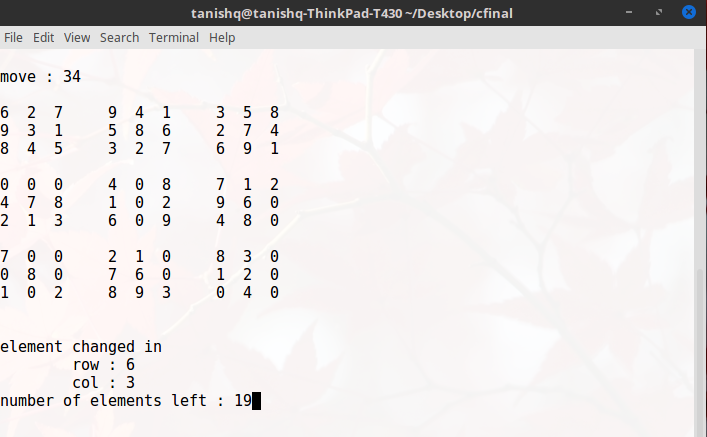 tanishq@tanishq-ThinkPad-T430 ~/Desktop/cfinal
File Edit View Search Terminal Help
move : 34
6 2 7 9 4 1 3 5 8
9 3 1 5 8 6 2 7 4
8 4 5 3 2 7 6 9 1
0 0 0 4 0 8 7 1 2
4 7 8 1 0 2 9 6 0
2 1 3 6 0 9 4 8 0
7 0 0 2 1 0 8 3 0
0 8 0 7 6 0 1 2 0
1 0 2 8 9 3 0 4 0
element changed in
row : 6
col : 3
number of elements left : 19